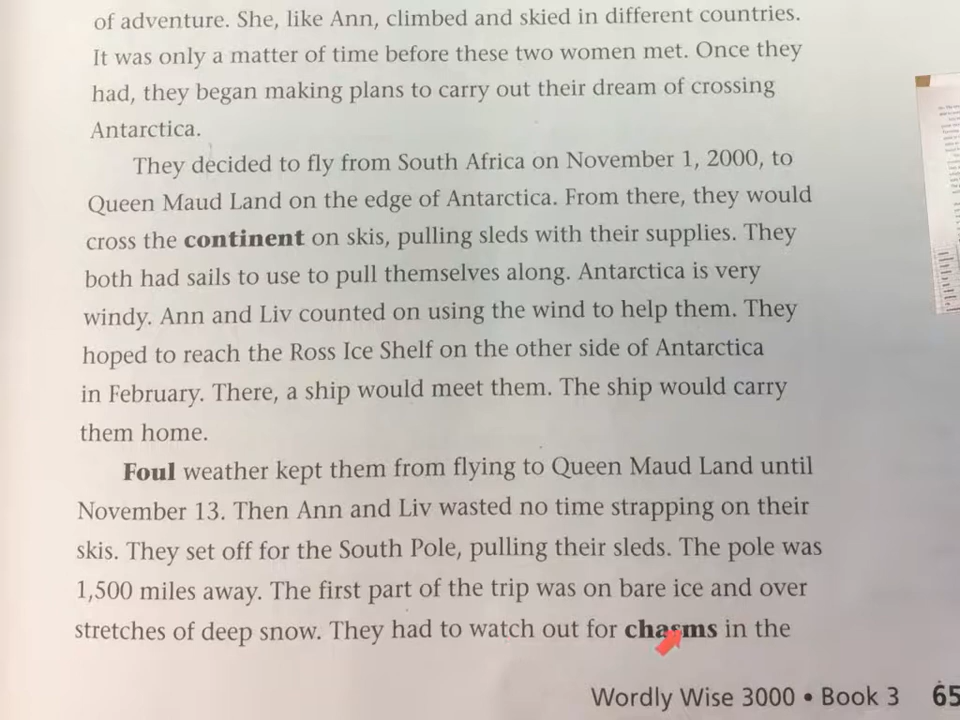 of adventure. She, like Ann, climbed and skied in different countries.
It was only a matter of time before these two women met. Once they
had, they began making plans to carry out their dream of crossing
Antarctica.
They decided to fly from South Africa on November 1, 2000, to
Queen Maud Land on the edge of Antarctica. From there, they would
cross the continent on skis, pulling sleds with their supplies. They
both had sails to use to pull themselves along. Antarctica is very
windy. Ann and Liv counted on using the wind to help them. They
hoped to reach the Ross Ice Shelf on the other side of Antarctica
in February. There, a ship would meet them. The ship would carry
them home.
Foul weather kept them from flying to Queen Maud Land until
November 13. Then Ann and Liv wasted no time strapping on their
skis. They set off for the South Pole, pulling their sleds. The pole was
1,500 miles away. The first part of the trip was on bare ice and over
stretches of deep snow. They had to watch out for chasms in the
Wordly Wise 3000 • Book 3 65